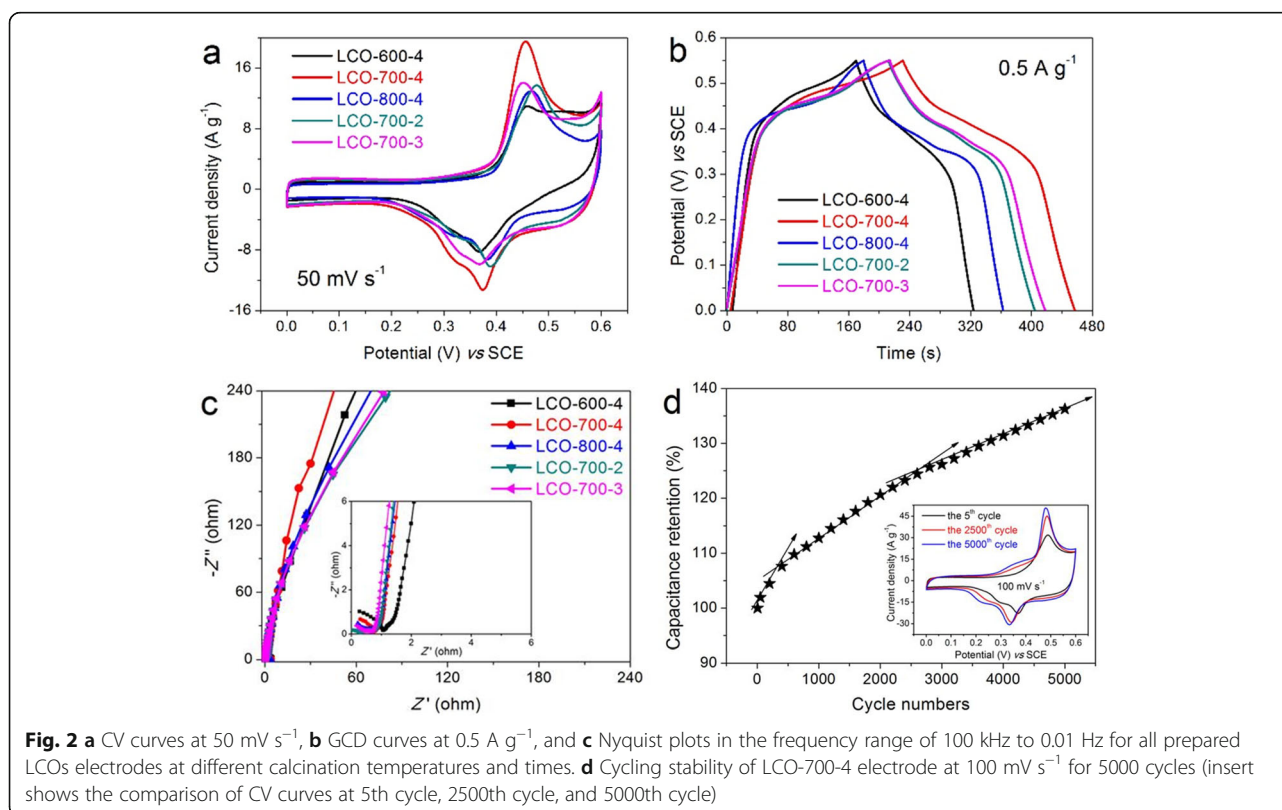 a
LCO-600-4
LCO-700-4
LCO-800-4
LCO-700-2
LCO-700-3
50 mV s⁻¹
Current density (A g⁻¹)
16
8
0
-8
-16
0.0 0.1 0.2 0.3 0.4 0.5 0.6
Potential (V) vs SCE
b
0.5 A g⁻¹
LCO-600-4
LCO-700-4
LCO-800-4
LCO-700-2
LCO-700-3
Potential (V) vs SCE
0.6
0.5
0.4
0.3
0.2
0.1
0.0
0 80 160 240 320 400 480
Time (s)
c
LCO-600-4
LCO-700-4
LCO-800-4
LCO-700-2
LCO-700-3
-Z'' (ohm)
240
180
120
60
0
0 60 120 180 240
Z' (ohm)
-Z'' (ohm)
6
4
2
0
0 2 4 6
Z' (ohm)
d
Capacitance retention (%)
140
130
120
110
100
90
0 1000 2000 3000 4000 5000
Cycle numbers
the 5th cycle
the 2500th cycle
the 5000th cycle
100 mV s⁻¹
Current density (A g⁻¹)
45
30
15
0
-15
-30
0.0 0.1 0.2 0.3 0.4 0.5 0.6
Potential (V) vs SCE
Fig. 2 a CV curves at 50 mV s⁻¹, b GCD curves at 0.5 A g⁻¹, and c Nyquist plots in the frequency range of 100 kHz to 0.01 Hz for all prepared
LCOs electrodes at different calcination temperatures and times. d Cycling stability of LCO-700-4 electrode at 100 mV s⁻¹ for 5000 cycles (insert
shows the comparison of CV curves at 5th cycle, 2500th cycle, and 5000th cycle)